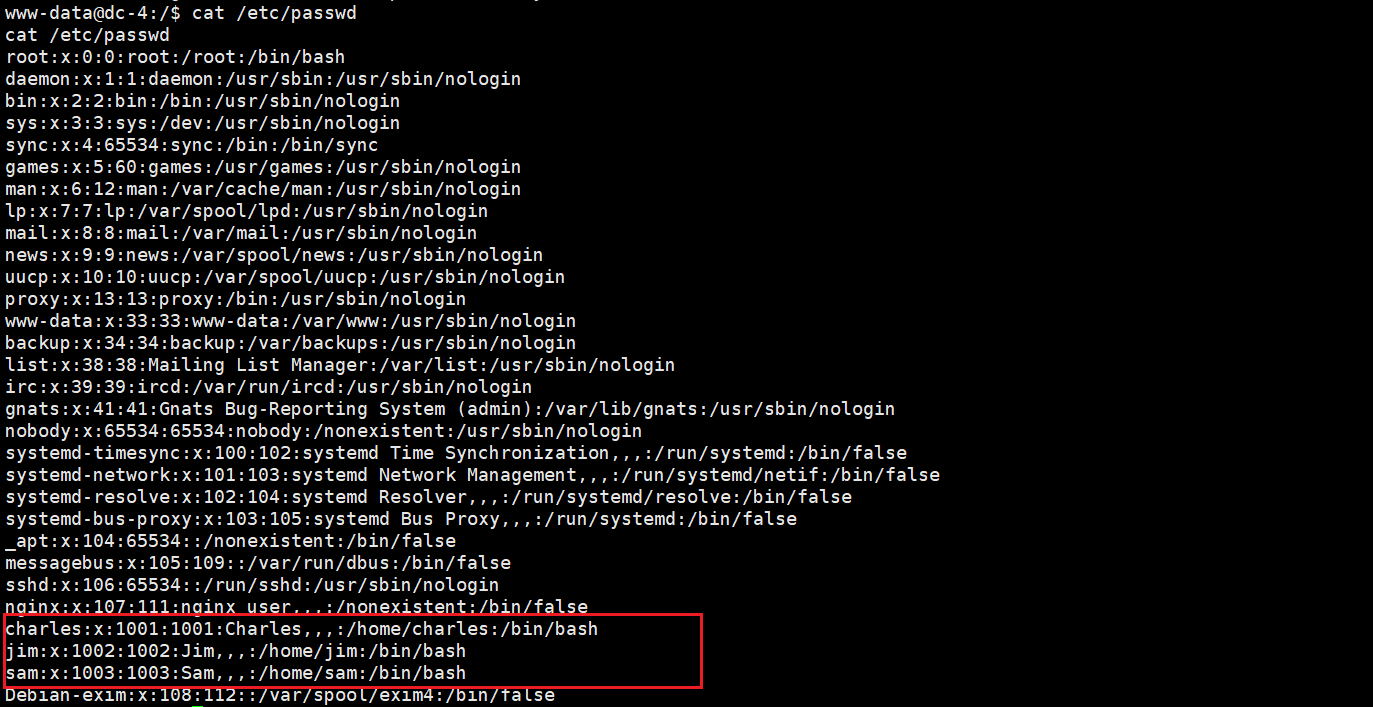 www-data@dc-4:/$ cat /etc/passwd
cat /etc/passwd
root:x:0:0:root:/root:/bin/bash
daemon:x:1:1:daemon:/usr/sbin:/usr/sbin/nologin
bin:x:2:2:bin:/bin:/usr/sbin/nologin
sys:x:3:3:sys:/dev:/usr/sbin/nologin
sync:x:4:65534:sync:/bin:/bin/sync
games:x:5:60:games:/usr/games:/usr/sbin/nologin
man:x:6:12:man:/var/cache/man:/usr/sbin/nologin
lp:x:7:7:lp:/var/spool/lpd:/usr/sbin/nologin
mail:x:8:8:mail:/var/mail:/usr/sbin/nologin
news:x:9:9:news:/var/spool/news:/usr/sbin/nologin
uucp:x:10:10:uucp:/var/spool/uucp:/usr/sbin/nologin
proxy:x:13:13:proxy:/bin:/usr/sbin/nologin
www-data:x:33:33:www-data:/var/www:/usr/sbin/nologin
backup:x:34:34:backup:/var/backups:/usr/sbin/nologin
list:x:38:38:Mailing List Manager:/var/list:/usr/sbin/nologin
irc:x:39:39:ircd:/var/run/ircd:/usr/sbin/nologin
gnats:x:41:41:Gnats Bug-Reporting System (admin):/var/lib/gnats:/usr/sbin/nologin
nobody:x:65534:65534:nobody:/nonexistent:/usr/sbin/nologin
systemd-timesync:x:100:102:systemd Time Synchronization,,,:/run/systemd:/bin/false
systemd-network:x:101:103:systemd Network Management,,,:/run/systemd/netif:/bin/false
systemd-resolve:x:102:104:systemd Resolver,,,:/run/systemd/resolve:/bin/false
systemd-bus-proxy:x:103:105:systemd Bus Proxy,,,:/run/systemd:/bin/false
_apt:x:104:65534::/nonexistent:/bin/false
messagebus:x:105:109::/var/run/dbus:/bin/false
sshd:x:106:65534::/run/sshd:/usr/sbin/nologin
nginx:x:107:111:nginx user,,,:/nonexistent:/bin/false
charles:x:1001:1001:Charles,,,:/home/charles:/bin/bash
jim:x:1002:1002:Jim,,,:/home/jim:/bin/bash
sam:x:1003:1003:Sam,,,:/home/sam:/bin/bash
Debian-exim:x:108:112::/var/spool/exim4:/bin/false